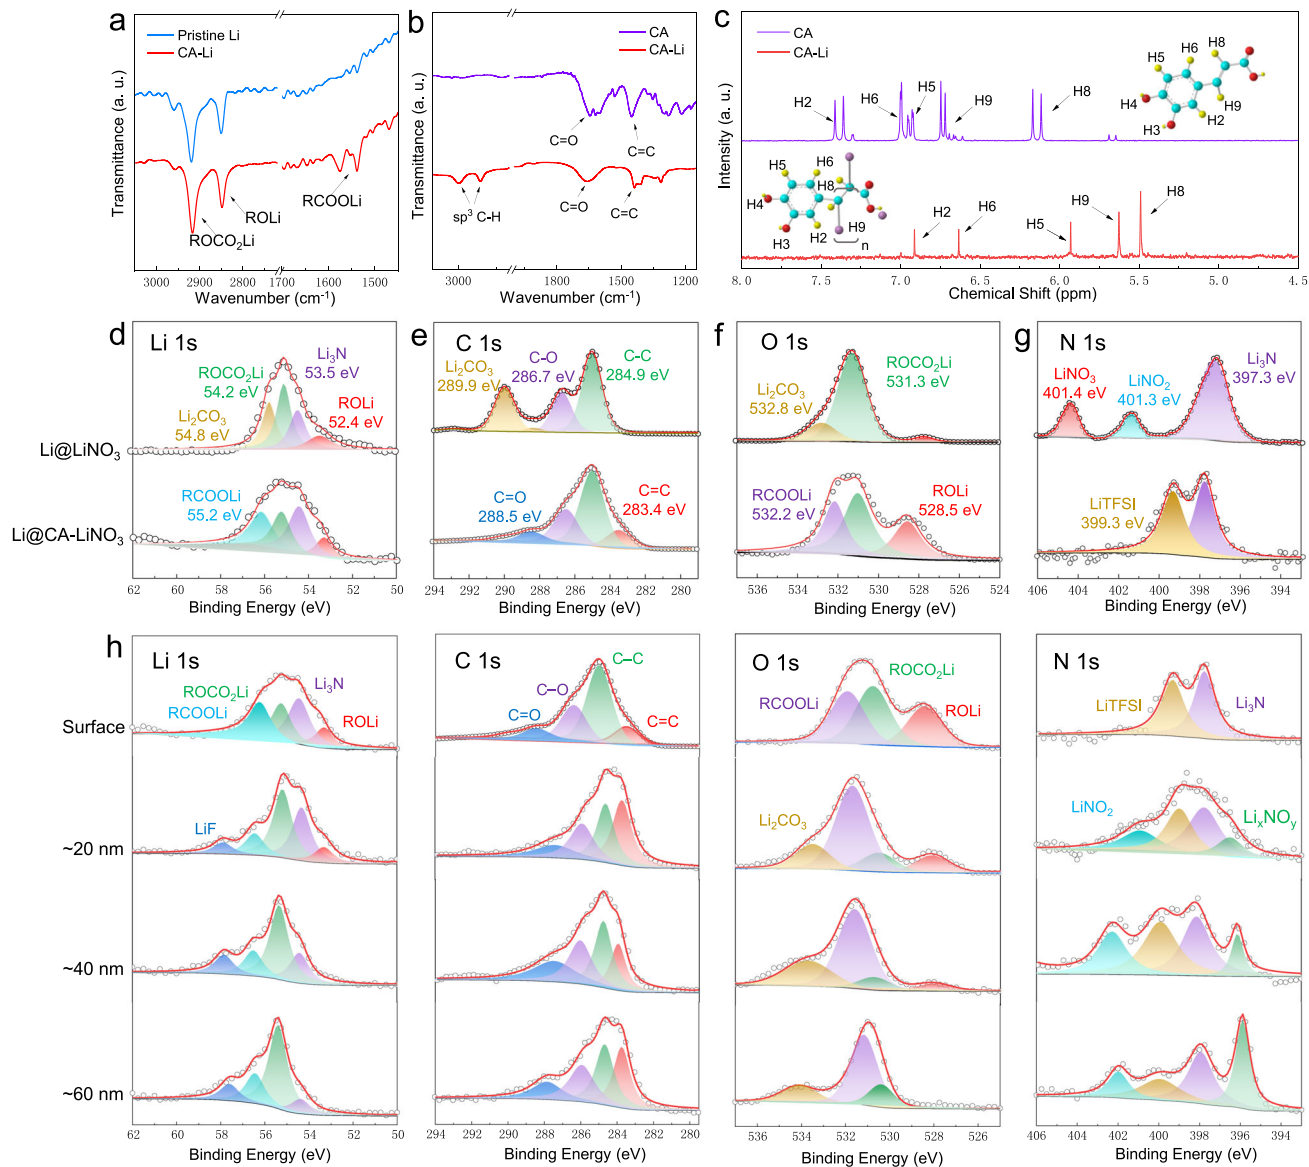 a
Pristine Li
CA-Li
Transmittance (a. u.)
ROCO2Li
ROLi
RCOOLi
3000 2900 2800 1700 1600 1500
Wavenumber (cm-1)
b
CA
CA-Li
Transmittance (a. u.)
C=O
C=C
sp3 C-H
C=O
C=C
3000 1800 1500 1200
Wavenumber (cm-1)
c
CA
CA-Li
Intensity (a. u.)
H2
H6
H5
H9
H8
H8
H6
H5
H4
H9
H2
H3
H6
H5
H8
H4
H2
H9
H3
n
H2
H6
H5
H9
H8
8.0 7.5 7.0 6.5 6.0 5.5 5.0 4.5
Chemical Shift (ppm)
Li@LiNO3
Li@CA-LiNO3
d
Li 1s
Li3N
53.5 eV
ROCO2Li
54.2 eV
Li2CO3
54.8 eV
ROLi
52.4 eV
RCOOLi
55.2 eV
62 60 58 56 54 52 50
Binding Energy (eV)
e
C 1s
Li2CO3
289.9 eV
C-O
286.7 eV
C-C
284.9 eV
C=O
288.5 eV
C=C
283.4 eV
294 292 290 288 286 284 282 280
Binding Energy (eV)
f
O 1s
ROCO2Li
531.3 eV
Li2CO3
532.8 eV
RCOOLi
532.2 eV
ROLi
528.5 eV
536 534 532 530 528 526 524
Binding Energy (eV)
g
N 1s
LiNO3
401.4 eV
LiNO2
401.3 eV
Li3N
397.3 eV
LiTFSI
399.3 eV
406 404 402 400 398 396 394
Binding Energy (eV)
h
Surface
~20 nm
~40 nm
~60 nm
Li 1s
Li3N
ROCO2Li
RCOOLi
ROLi
LiF
62 60 58 56 54 52 50
Binding Energy (eV)
C 1s
C–C
C–O
C=O
C=C
294 292 290 288 286 284 282 280
Binding Energy (eV)
O 1s
ROCO2Li
RCOOLi
ROLi
Li2CO3
536 534 532 530 528 526
Binding Energy (eV)
N 1s
LiTFSI
Li3N
LiNO2
LixNOy
406 404 402 400 398 396 394
Binding Energy (eV)